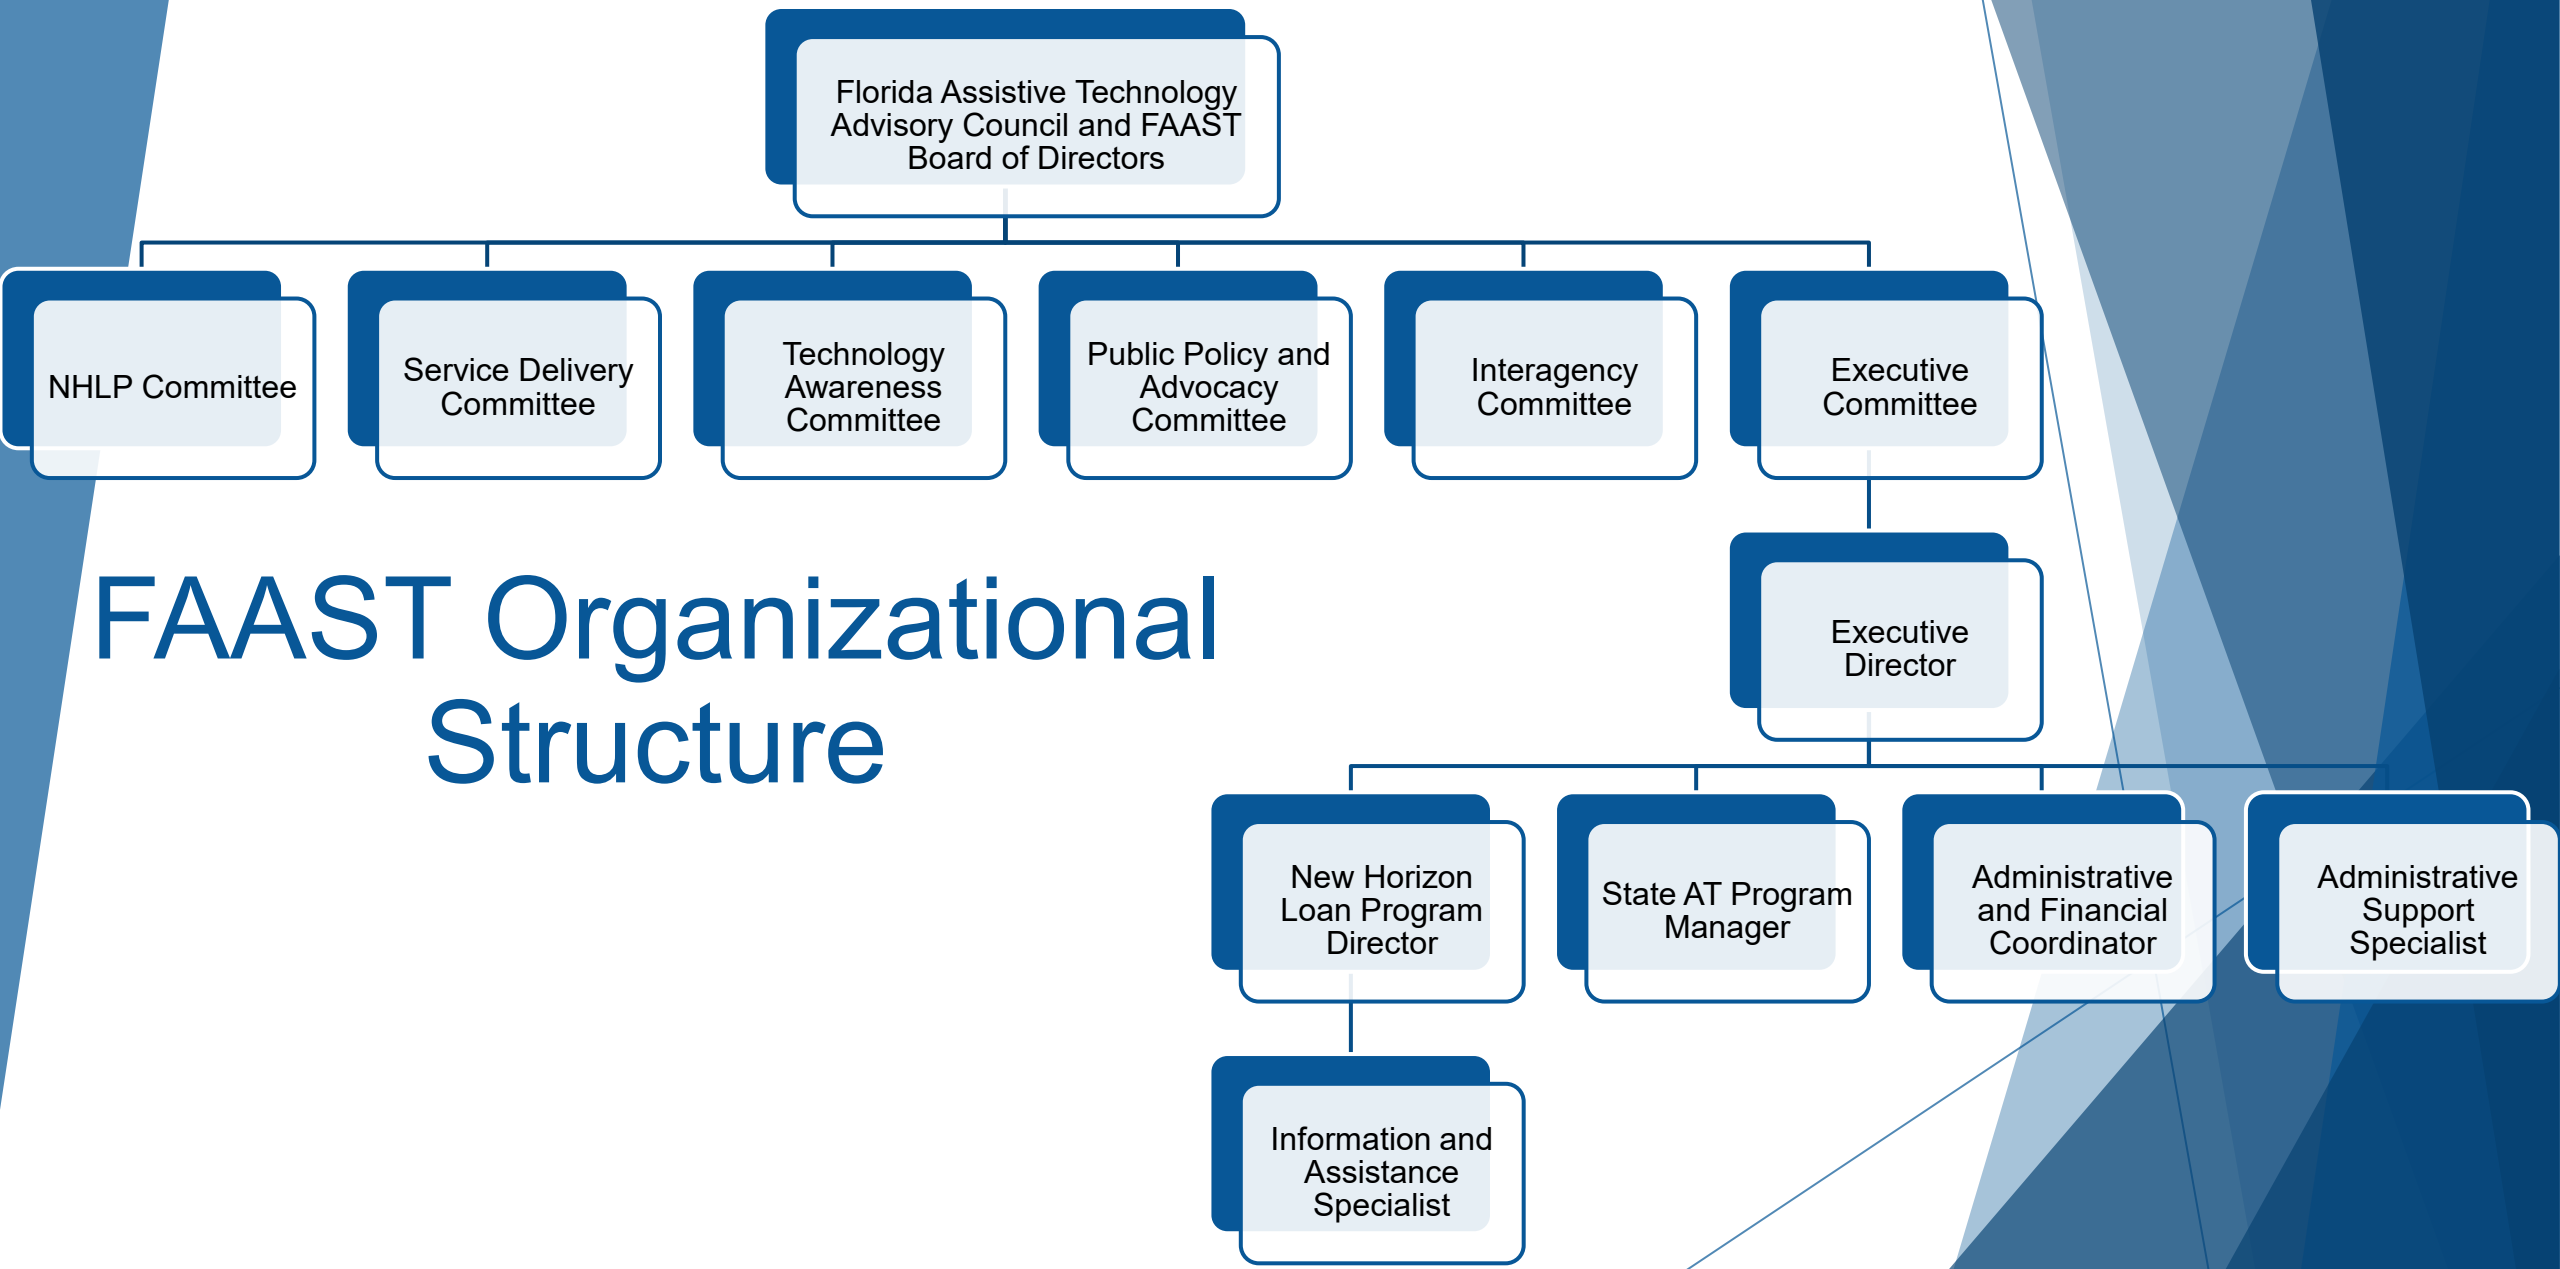 Florida Assistive Technology
Advisory Council and FAAST
Board of Directors
NHLP Committee
Service Delivery
Committee
Technology
Awareness
Committee
Public Policy and
Advocacy
Committee
Interagency
Committee
Executive
Committee
FAAST Organizational
Structure
Executive
Director
New Horizon
Loan Program
Director
State AT Program
Manager
Administrative
and Financial
Coordinator
Administrative
Support
Specialist
Information and
Assistance
Specialist